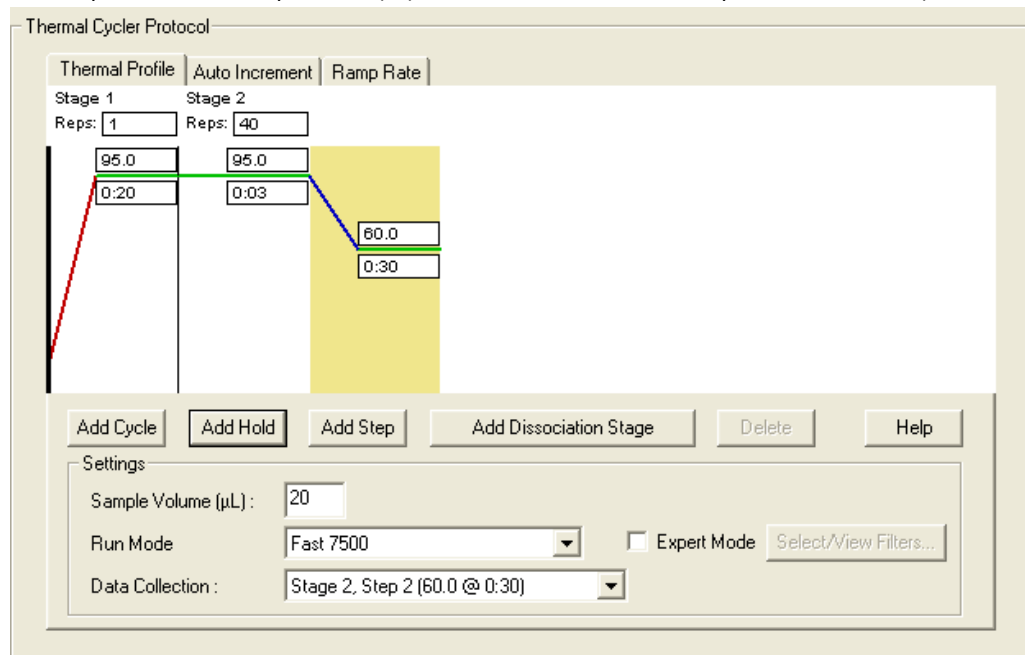 Thermal Cycler Protocol
Thermal Profile Auto Increment Ramp Rate
Stage 1 Stage 2
Reps: 1 Reps: 40
95.0 95.0
0:20 0:03
60.0
0:30
Add Cycle Add Hold Add Step Add Dissociation Stage Delete Help
Settings
Sample Volume (µL) : 20
Run Mode Fast 7500 Expert Mode Select/View Filters...
Data Collection : Stage 2, Step 2 (60.0 @ 0:30)